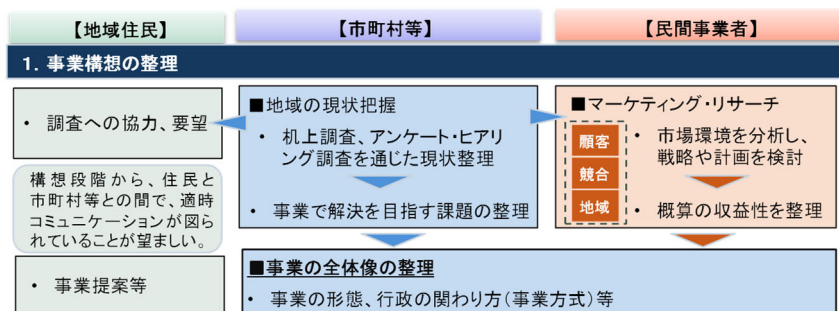 【地域住民】
【市町村等】
【民間事業者】
1. 事業構想の整理
・ 調査への協力、要望
構想段階から、住民と
市町村等との間で、適時
コミュニケーションが図ら
れていることが望ましい。
・ 事業提案等
■地域の現状把握
・ 机上調査、アンケート・ヒアリ
ング調査を通じた現状整理
・ 事業で解決を目指す課題の整理
■マーケティング・リサーチ
顧客
競合
地域
・ 市場環境を分析し、
戦略や計画を検討
・ 概算の収益性を整理
■事業の全体像の整理
・ 事業の形態、行政の関わり方（事業方式）等